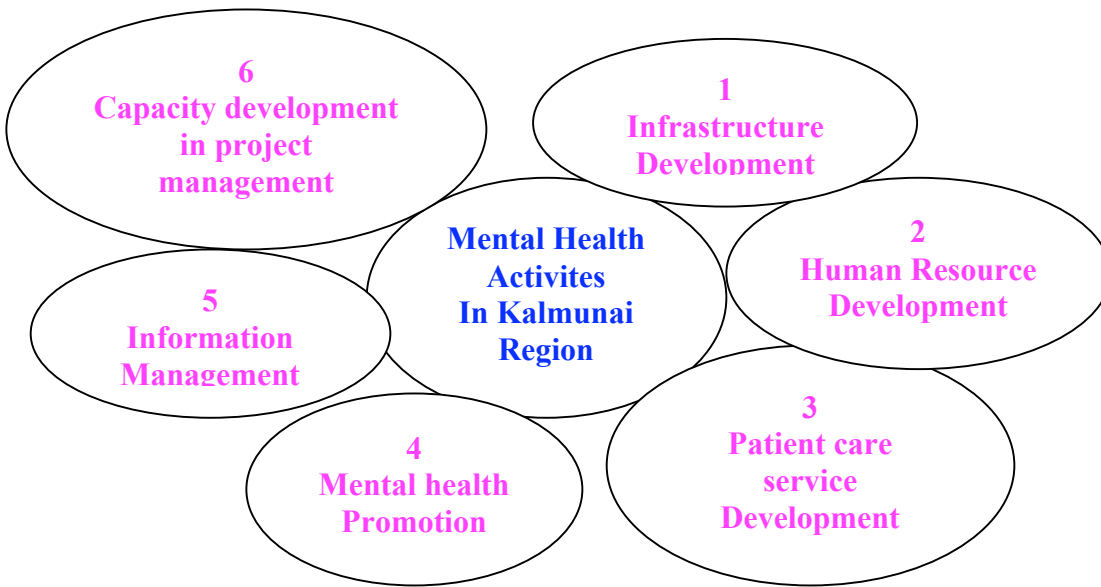 Mental Health
Activites
In Kalmunai
Region
1
Infrastructure
Development
2
Human Resource
Development
3
Patient care
service
Development
4
Mental health
Promotion
5
Information
Management
6
Capacity development
in project
management